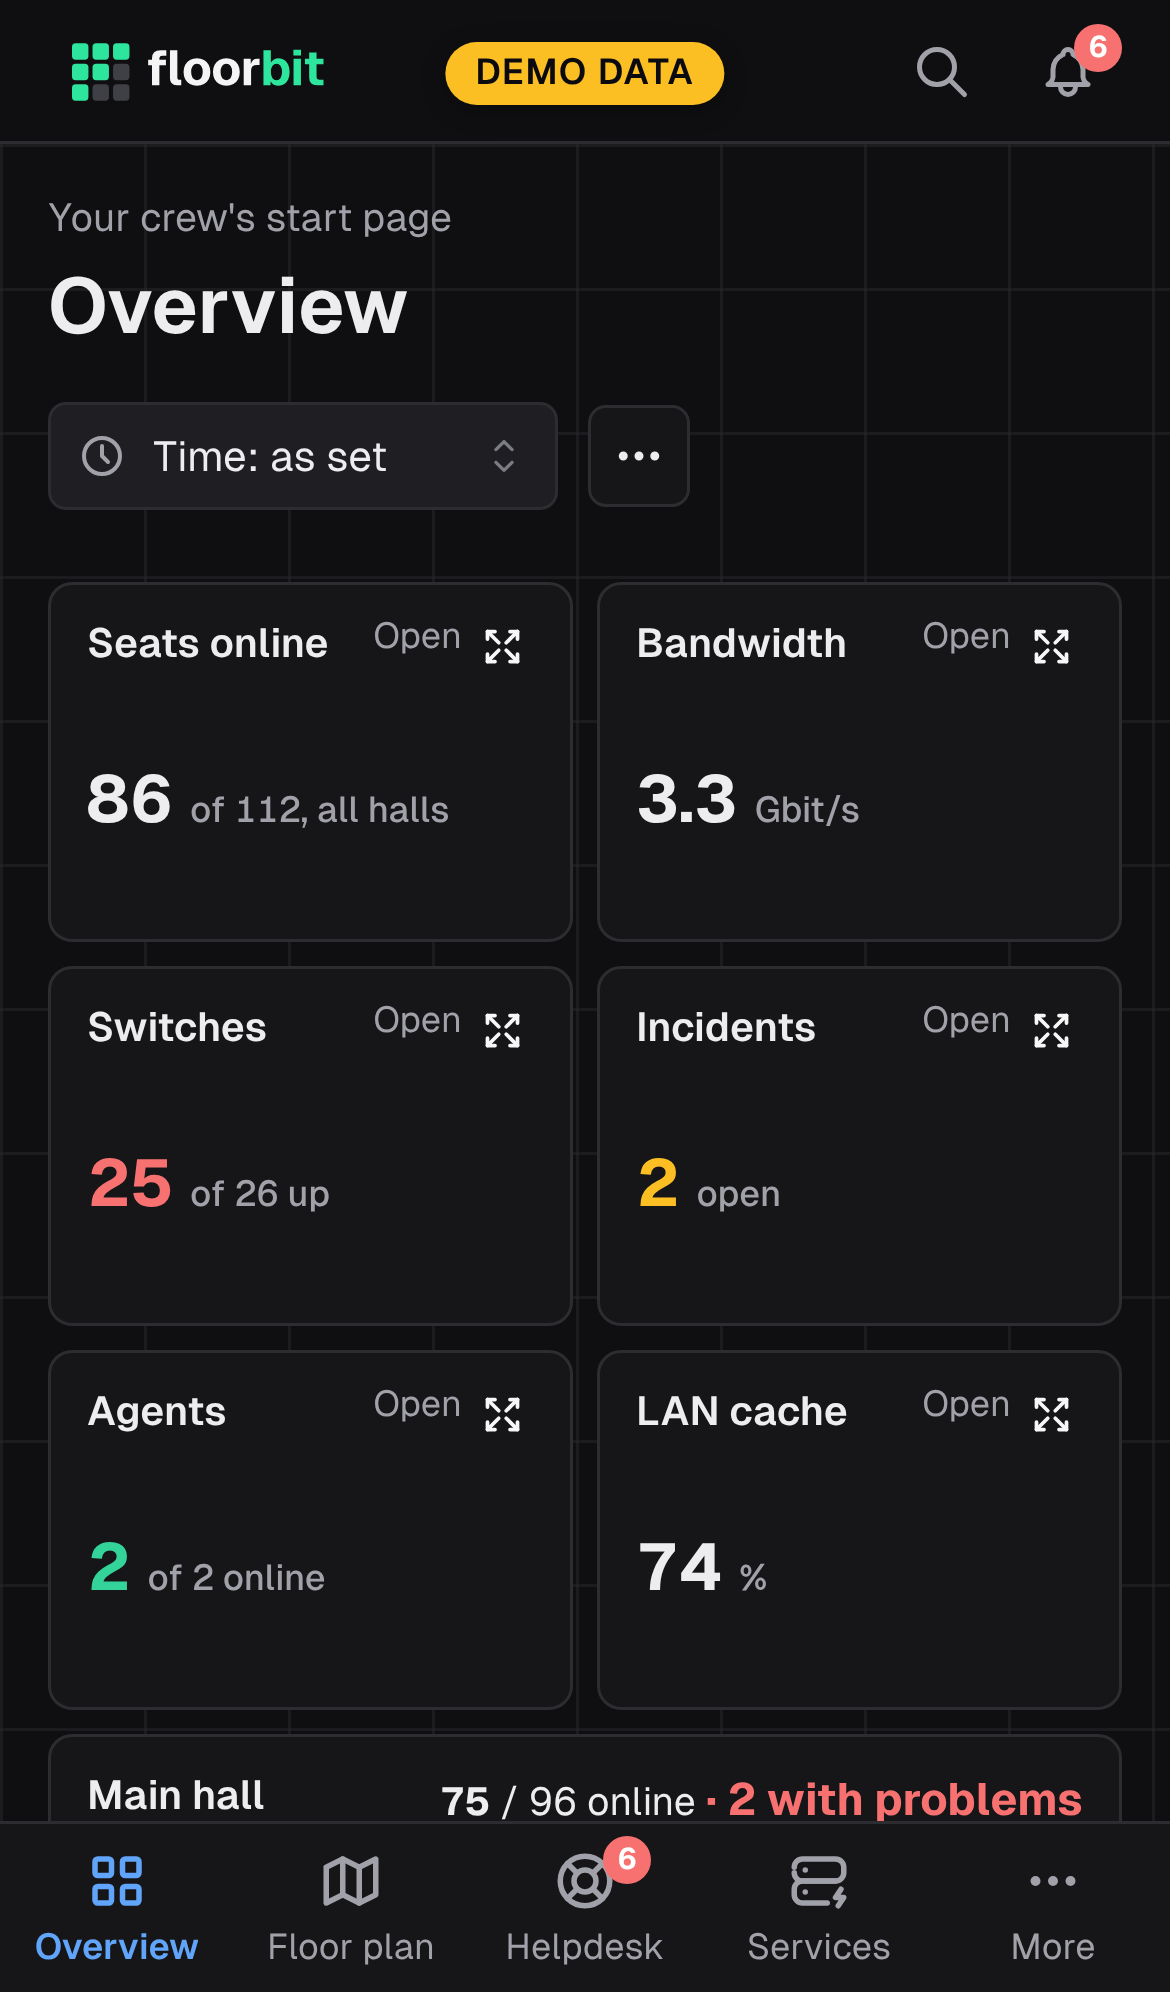 floorbit
DEMO DATA
6
Your crew's start page
Overview
Time: as set
Seats online Open
86 of 112, all halls
Bandwidth Open
3.3 Gbit/s
Switches Open
25 of 26 up
Incidents Open
2 open
Agents Open
2 of 2 online
LAN cache Open
74 %
Main hall 75 / 96 online · 2 with problems
6
Overview Floor plan Helpdesk Services More